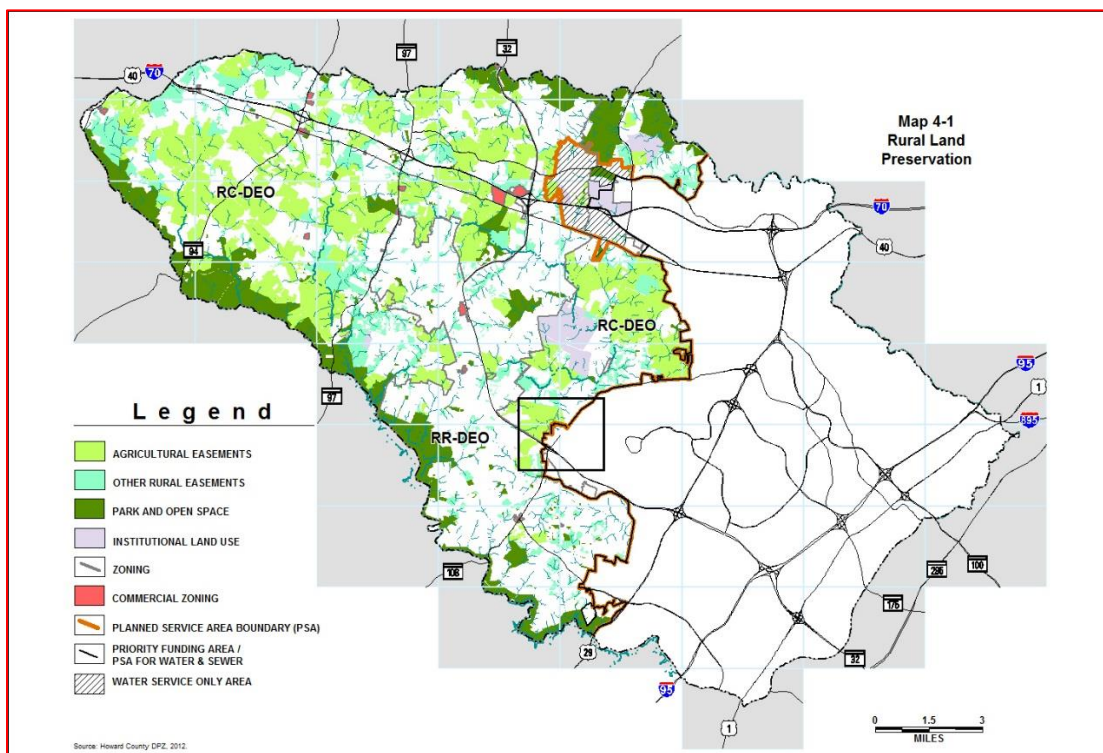 97
32
40
70
Map 4-1
Rural Land
Preservation
RC-DEO
70
40
94
RC-DEO
95
1
97
895
Legend
RR-DEO
AGRICULTURAL EASEMENTS
OTHER RURAL EASEMENTS
PARK AND OPEN SPACE
INSTITUTIONAL LAND USE
ZONING
108
100
295
COMMERCIAL ZONING
175
PLANNED SERVICE AREA BOUNDARY (PSA)
PRIORITY FUNDING AREA /
PSA FOR WATER & SEWER
29
32
WATER SERVICE ONLY AREA
95
1
0 1.5 3
MILES
Source: Howard County DPZ, 2012.